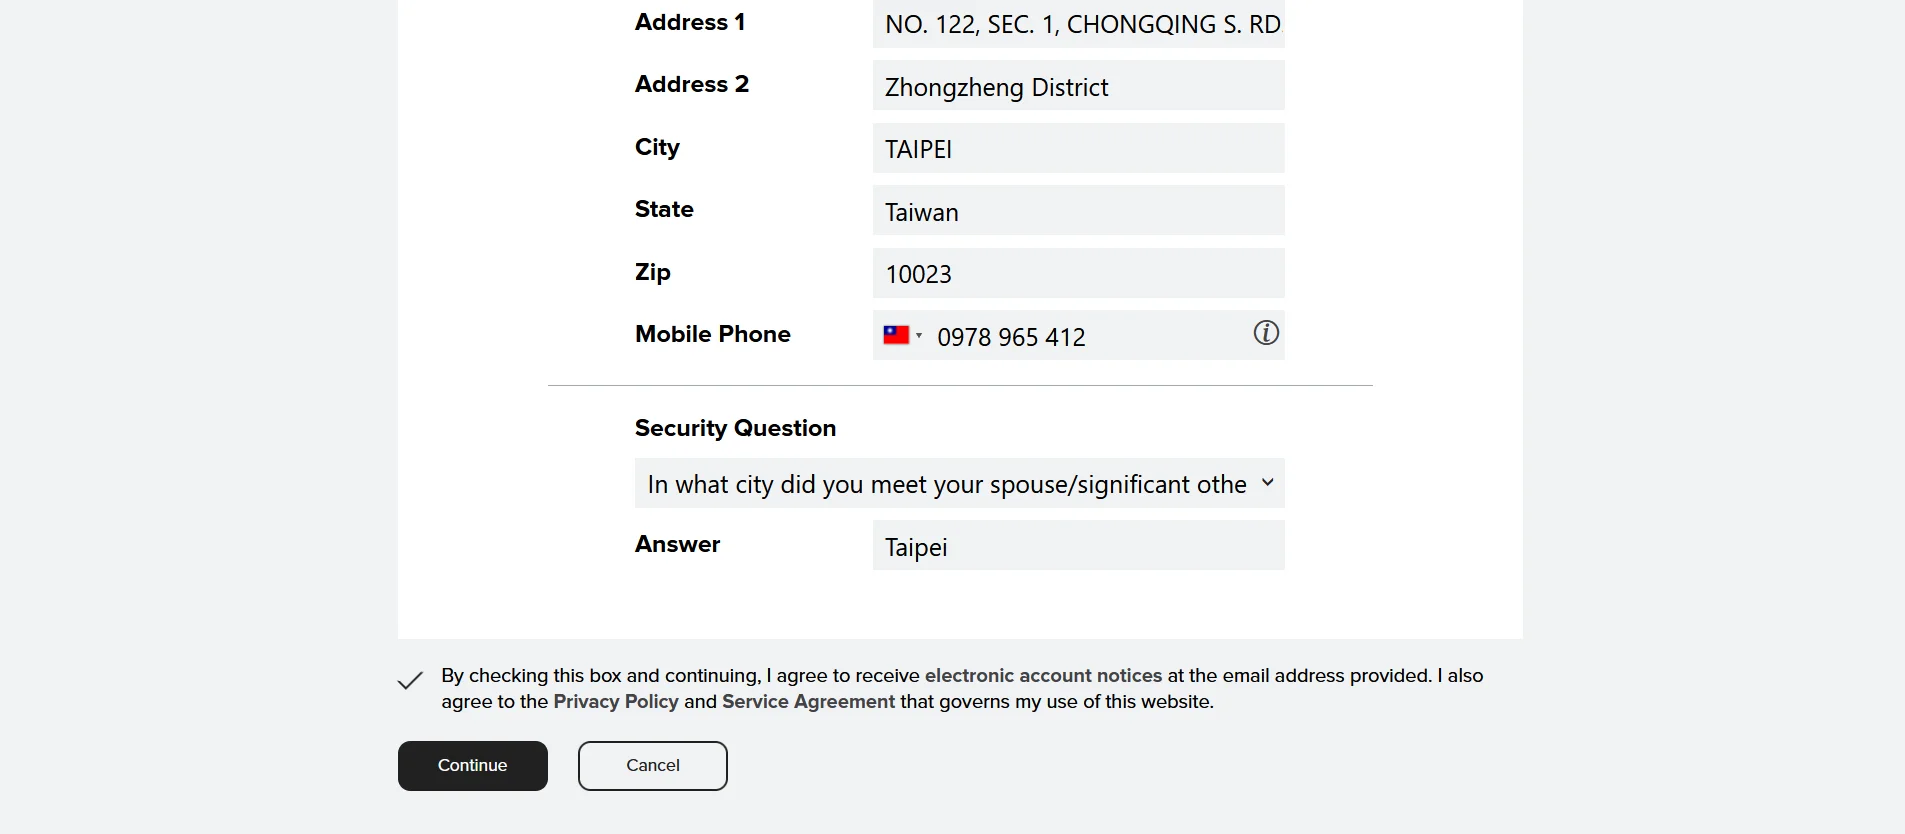 Address 1 NO. 122, SEC. 1, CHONGQING S. RD
Address 2 Zhongzheng District
City TAIPEI
State Taiwan
Zip 10023
Mobile Phone 0978 965 412
Security Question
In what city did you meet your spouse/significant othe
Answer Taipei
By checking this box and continuing, I agree to receive electronic account notices at the email address provided. I also
agree to the Privacy Policy and Service Agreement that governs my use of this website.
Continue Cancel